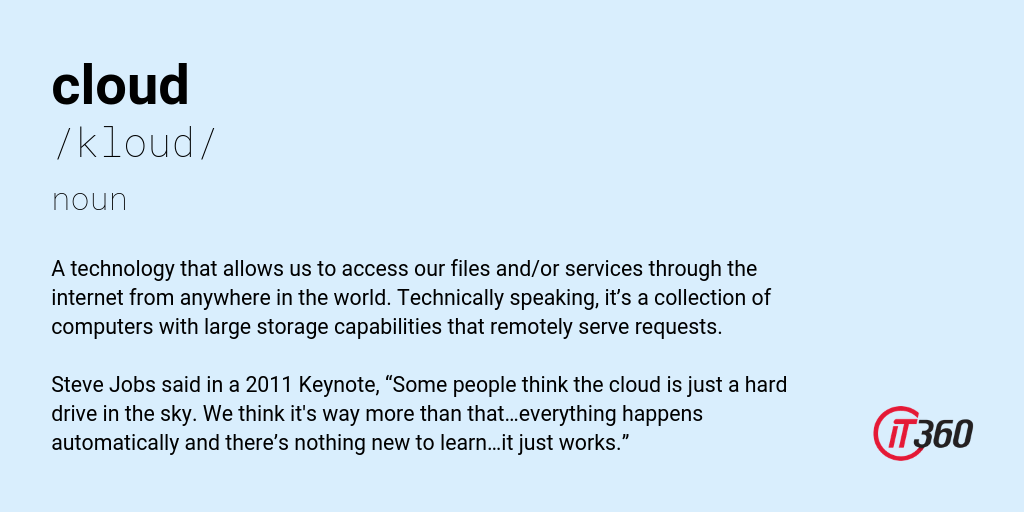 cloud
/kloud/
noun
A technology that allows us to access our files and/or services through the
internet from anywhere in the world. Technically speaking, it’s a collection of
computers with large storage capabilities that remotely serve requests.
Steve Jobs said in a 2011 Keynote, “Some people think the cloud is just a hard
drive in the sky. We think it's way more than that…everything happens
automatically and there’s nothing new to learn…it just works.”
iT360